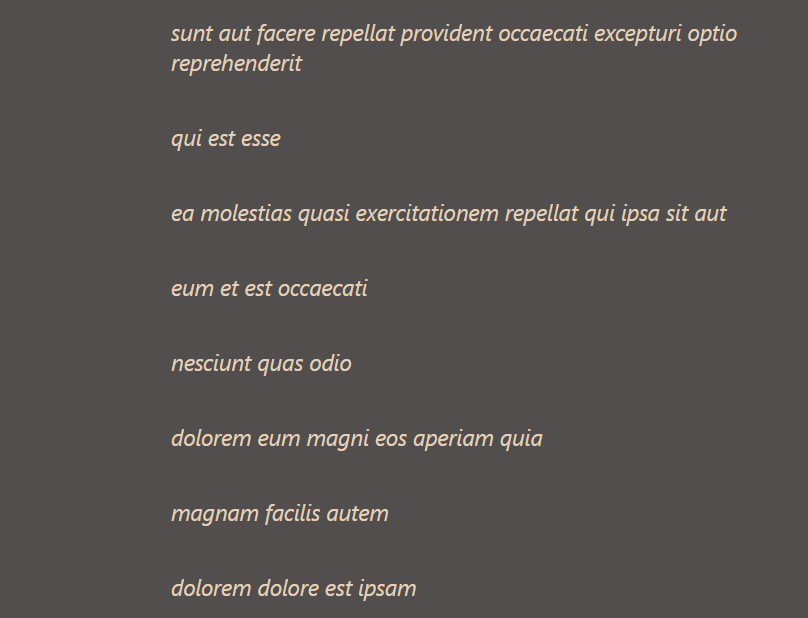 sunt aut facere repellat provident occaecati excepturi optio
reprehenderit
qui est esse
ea molestias quasi exercitationem repellat qui ipsa sit aut
eum et est occaecati
nesciunt quas odio
dolorem eum magni eos aperiam quia
magnam facilis autem
dolorem dolore est ipsam